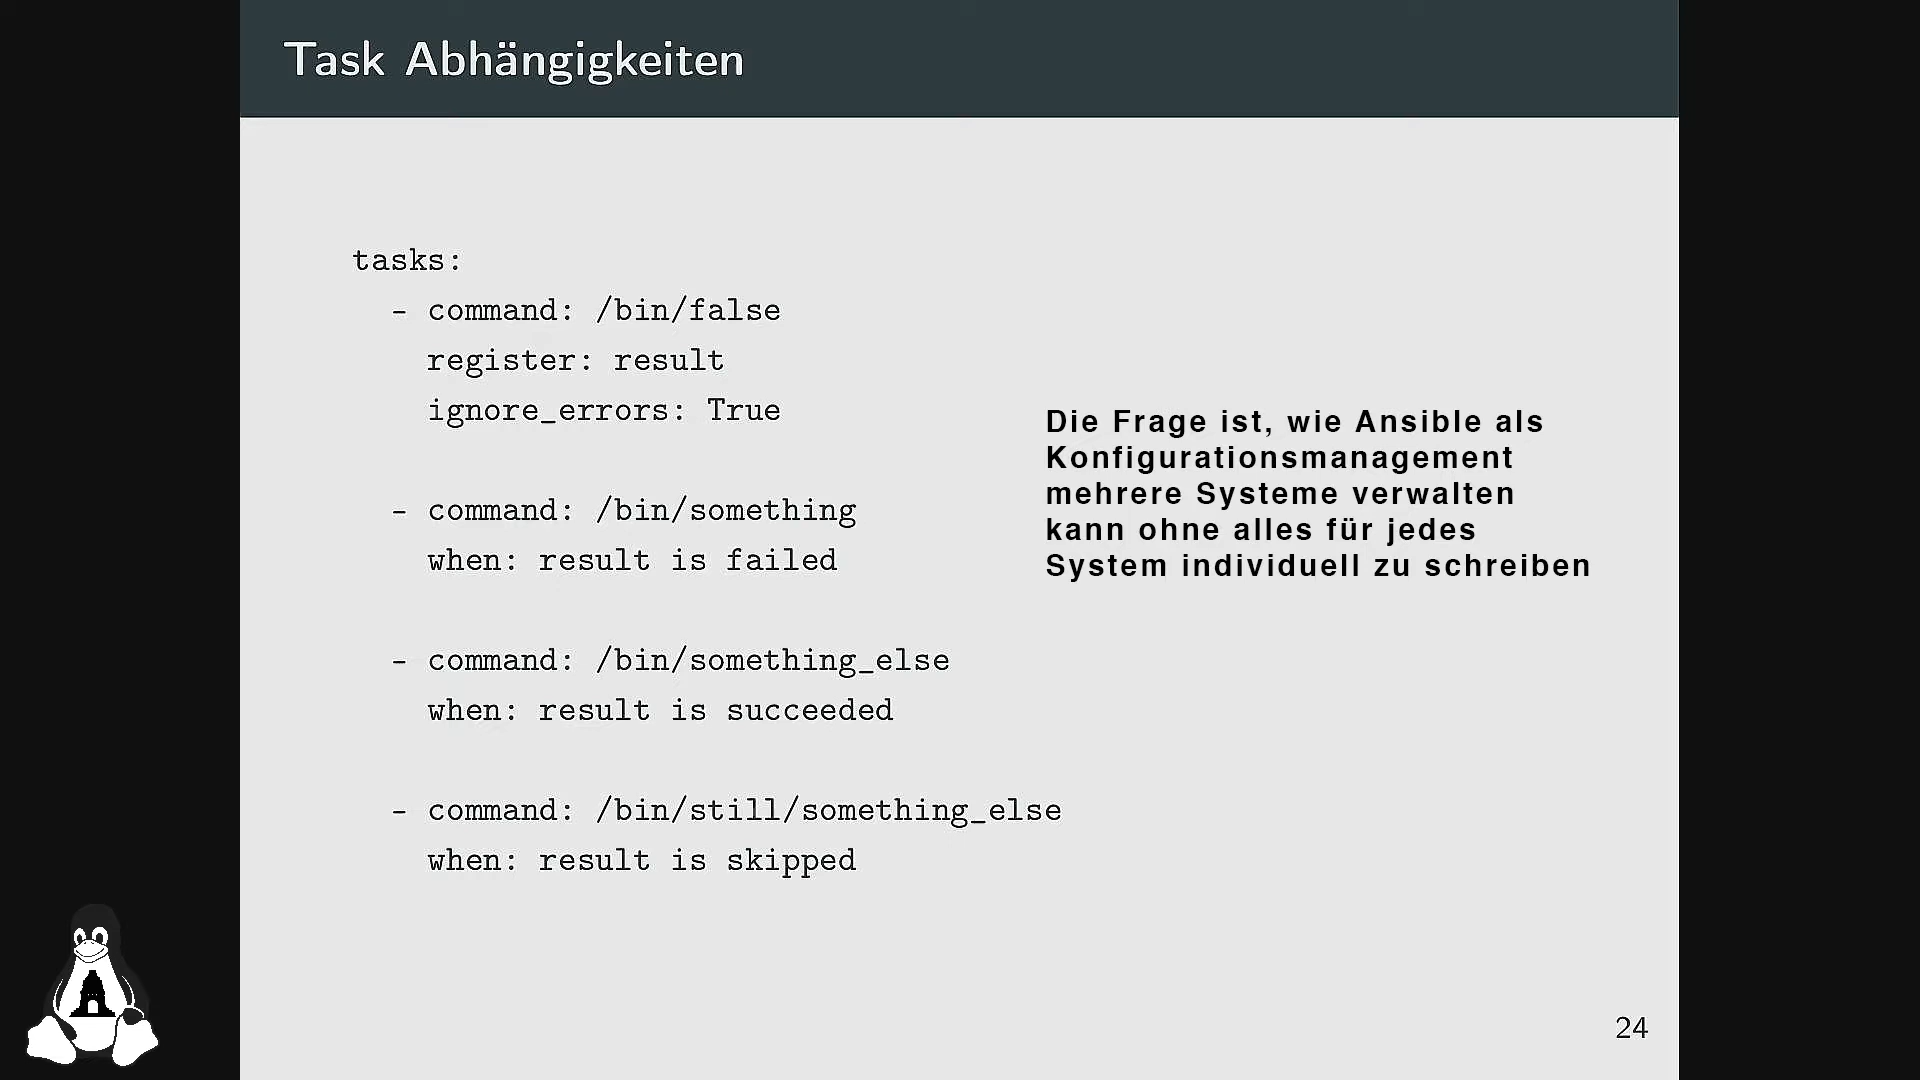 Task Abhängigkeiten
tasks:
- command: /bin/false
register: result
ignore_errors: True
- command: /bin/something
when: result is failed
- command: /bin/something_else
when: result is succeeded
- command: /bin/still/something_else
when: result is skipped
Die Frage ist, wie Ansible als
Konfigurationsmanagement
mehrere Systeme verwalten
kann ohne alles für jedes
System individuell zu schreiben
24